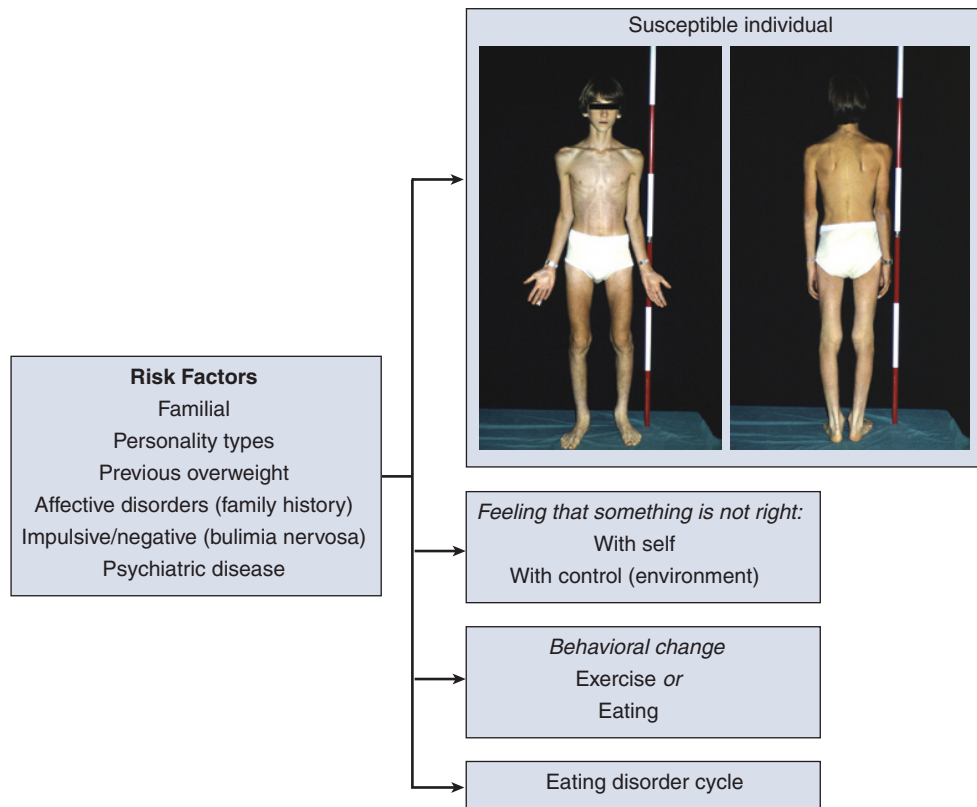 Susceptible individual
Risk Factors
Familial
Personality types
Previous overweight
Affective disorders (family history)
Impulsive/negative (bulimia nervosa)
Psychiatric disease
Feeling that something is not right:
With self
With control (environment)
Behavioral change
Exercise or
Eating
Eating disorder cycle